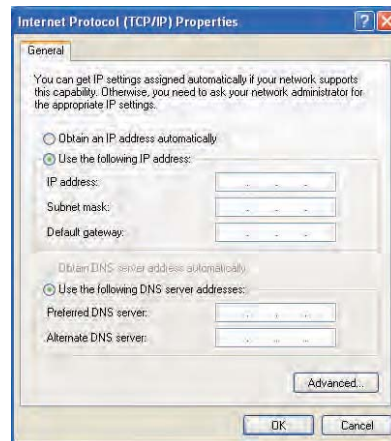 Internet Protocol (TCP/IP) Properties
General
You can get IP settings assigned automatically if your network supports
this capability. Otherwise, you need to ask your network administrator for
the appropriate IP settings.
Obtain an IP address automatically
Use the following IP address:
IP address:
Subnet mask:
Default gateway:
Obtain DNS server address automatically
Use the following DNS server addresses:
Preferred DNS server:
Alternate DNS server:
Advanced...
OK Cancel